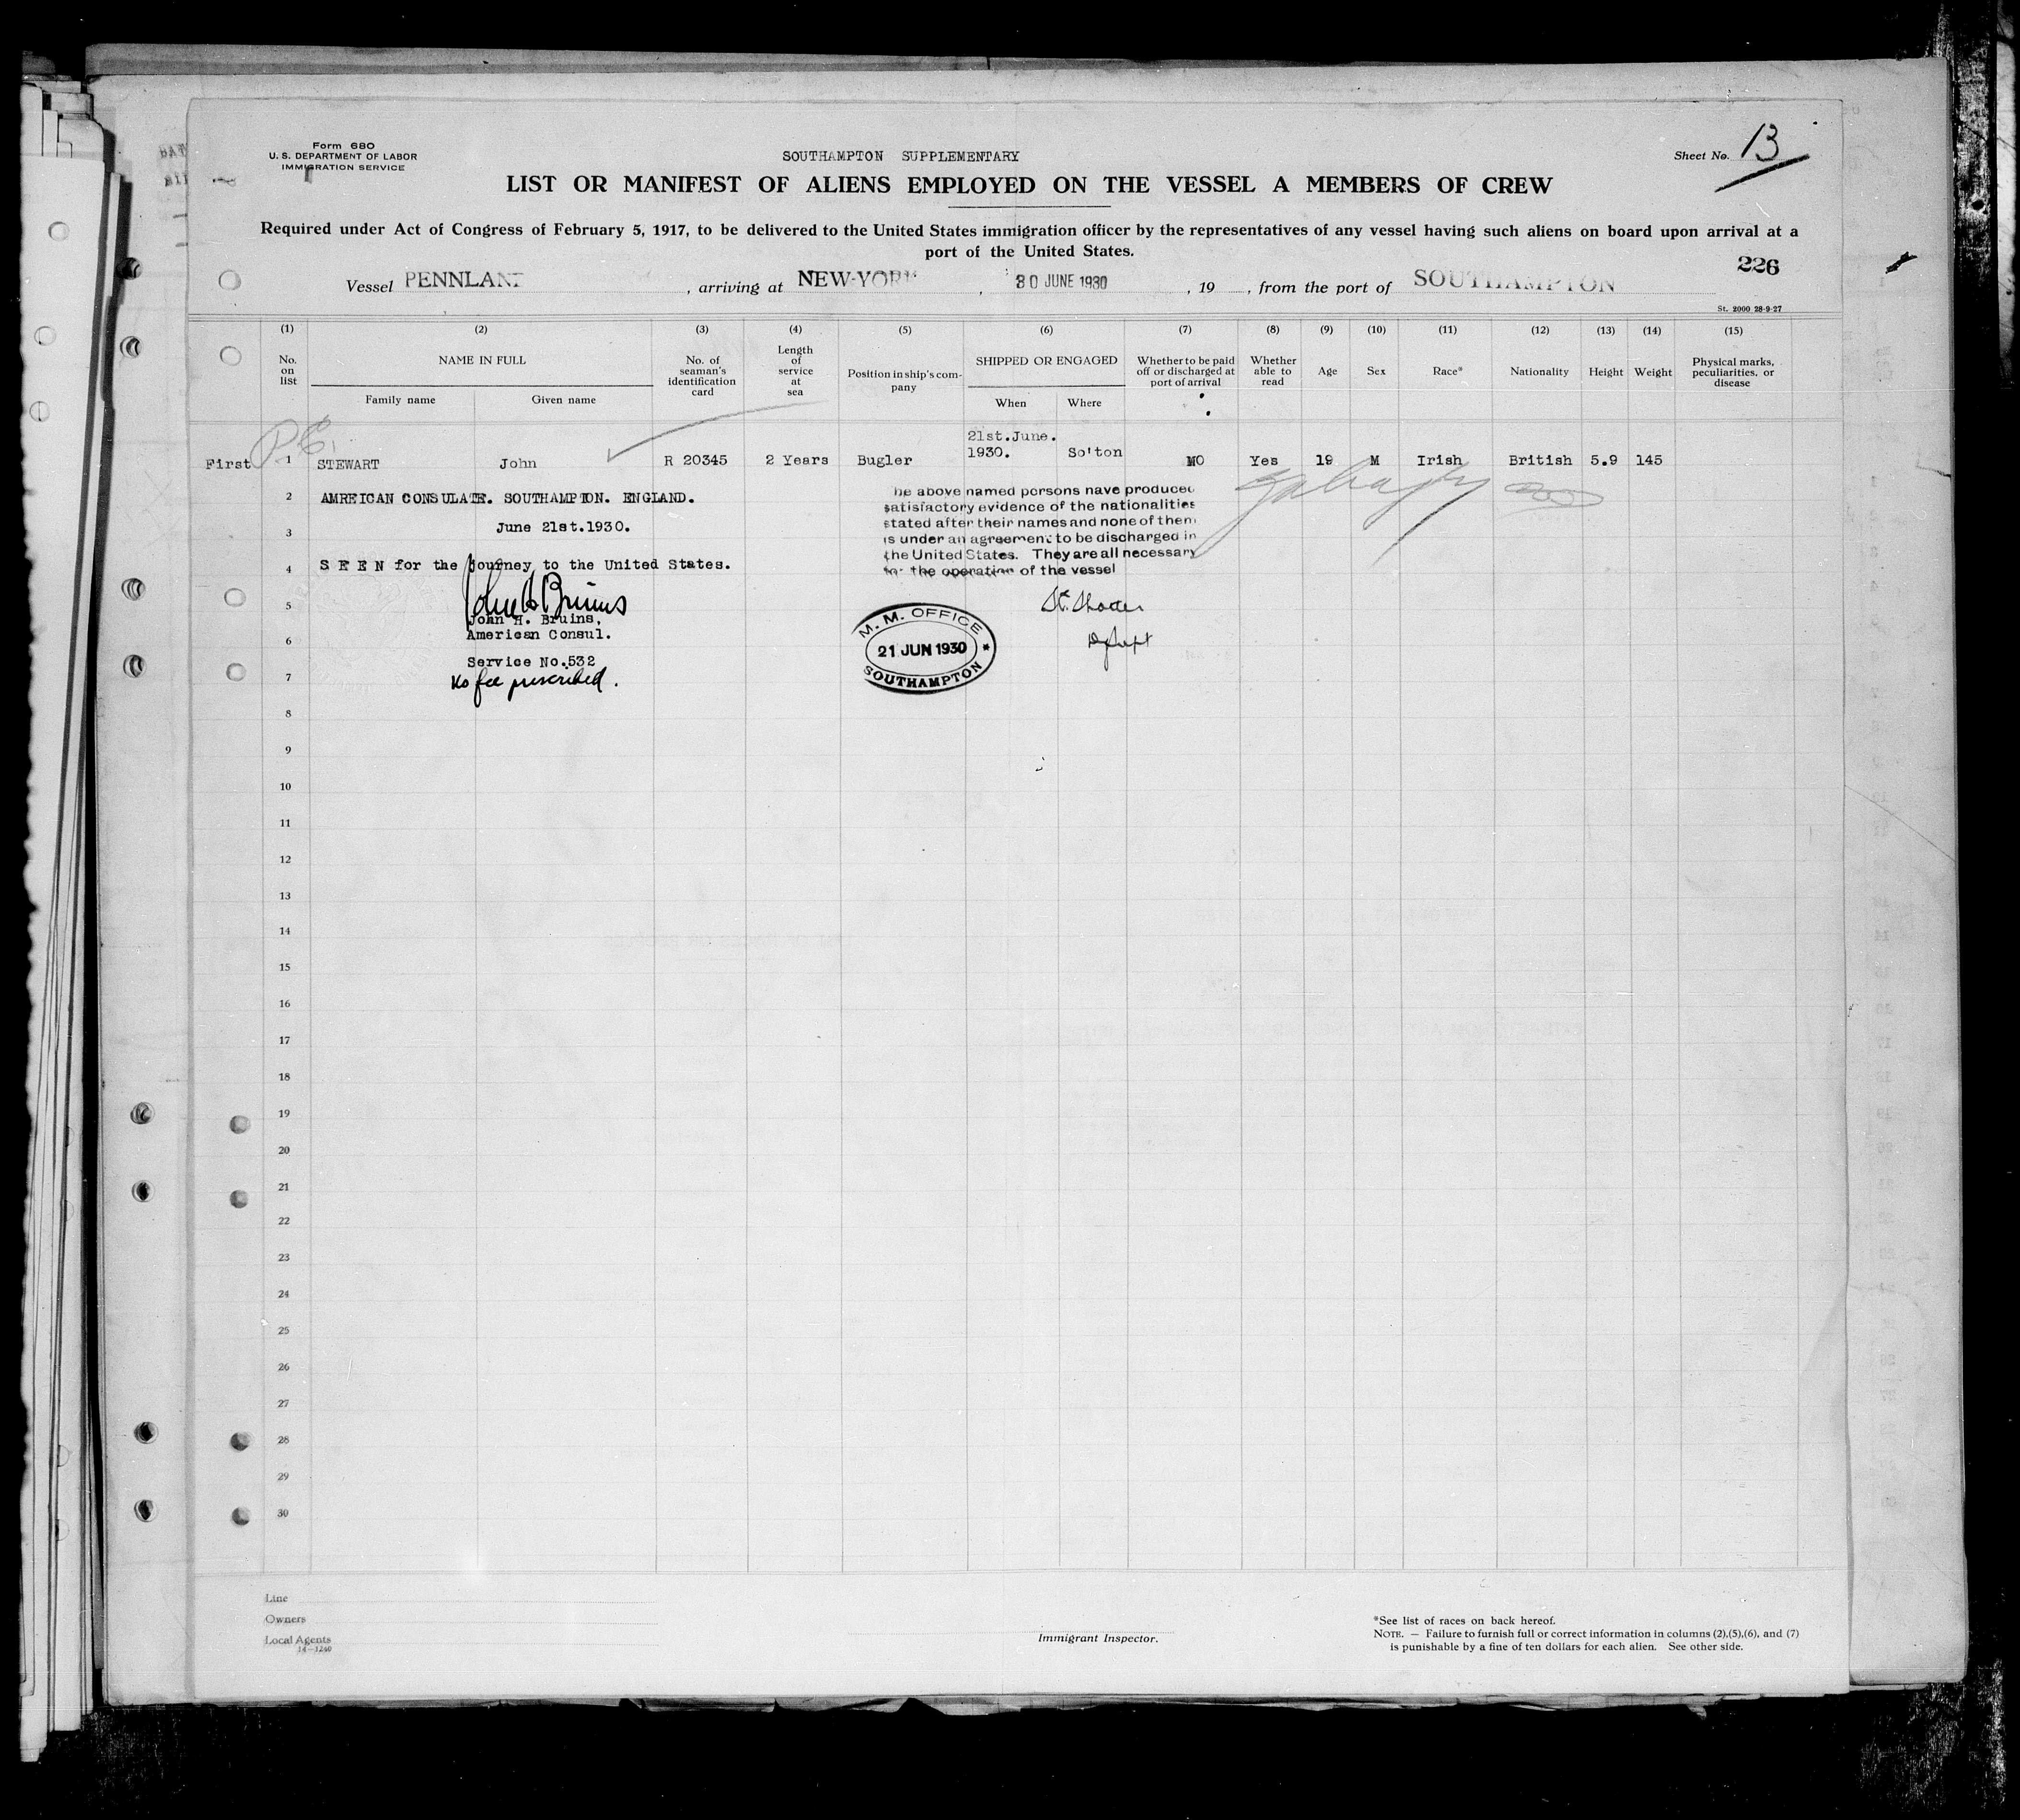 Form 680
U. S. DEPARTMENT OF LABOR
IMMIGRATION SERVICE
SOUTHAMPTON SUPPLEMENTARY
Sheet No. 13
LIST OR MANIFEST OF ALIENS EMPLOYED ON THE VESSEL A MEMBERS OF CREW
Required under Act of Congress of February 5, 1917, to be delivered to the United States immigration officer by the representatives of any vessel having such aliens on board upon arrival at a
port of the United States.
226
Vessel PENNLAND, arriving at NEW-YORK, 30 JUNE 1930, 19, from the port of SOUTHAMPTON
St. 2000 28-9-27
(1) (2) (3) (4) (5) (6) (7) (8) (9) (10) (11) (12) (13) (14) (15)
No. on list NAME IN FULL No. of seaman's identification card Length of service at sea Position in ship's company SHIPPED OR ENGAGED Whether to be paid off or discharged at port of arrival Whether able to read Age Sex Race* Nationality Height Weight Physical marks, peculiarities, or disease
Family name Given name When Where
P.E.
First 1 STEWART John R 20345 2 Years Bugler 21st.June. 1930. So'ton NO Yes 19 M Irish British 5.9 145
2 AMREICAN CONSULATE. SOUTHAMPTON. ENGLAND.
June 21st.1930.
3
4 S E E N for the journey to the United States.
he above named persons have produced
satisfactory evidence of the nationalities
stated after their names and none of them
is under an agreement to be discharged in
the United States. They are all necessary
for the operation of the vessel
5 John H Bruins
John H. Bruins,
6 American Consul.
Service No.532
7 No fee prescribed.
M. M. OFFICE
21 JUN 1930
SOUTHAMPTON
8
9
10
11
12
13
14
15
16
17
18
19
20
21
22
23
24
25
26
27
28
29
30
Line
Owners
Local Agents
14—1240
Immigrant Inspector.
*See list of races on back hereof.
NOTE. — Failure to furnish full or correct information in columns (2),(5),(6), and (7)
is punishable by a fine of ten dollars for each alien. See other side.